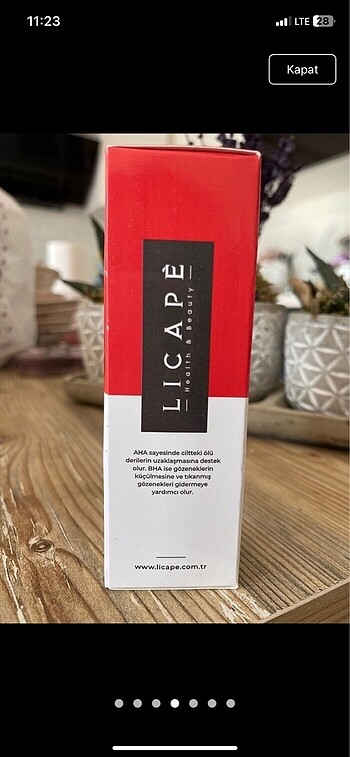 11:23
LTE 28
Kapat
LICAPÈ
Health & Beauty
AHA sayesinde ciltteki ölü
derilerin uzaklaşmasına destek
olur. BHA ise gözeneklerin
küçülmesine ve tıkanmış
gözenekleri gidermeye
yardımcı olur.
www.licape.com.tr